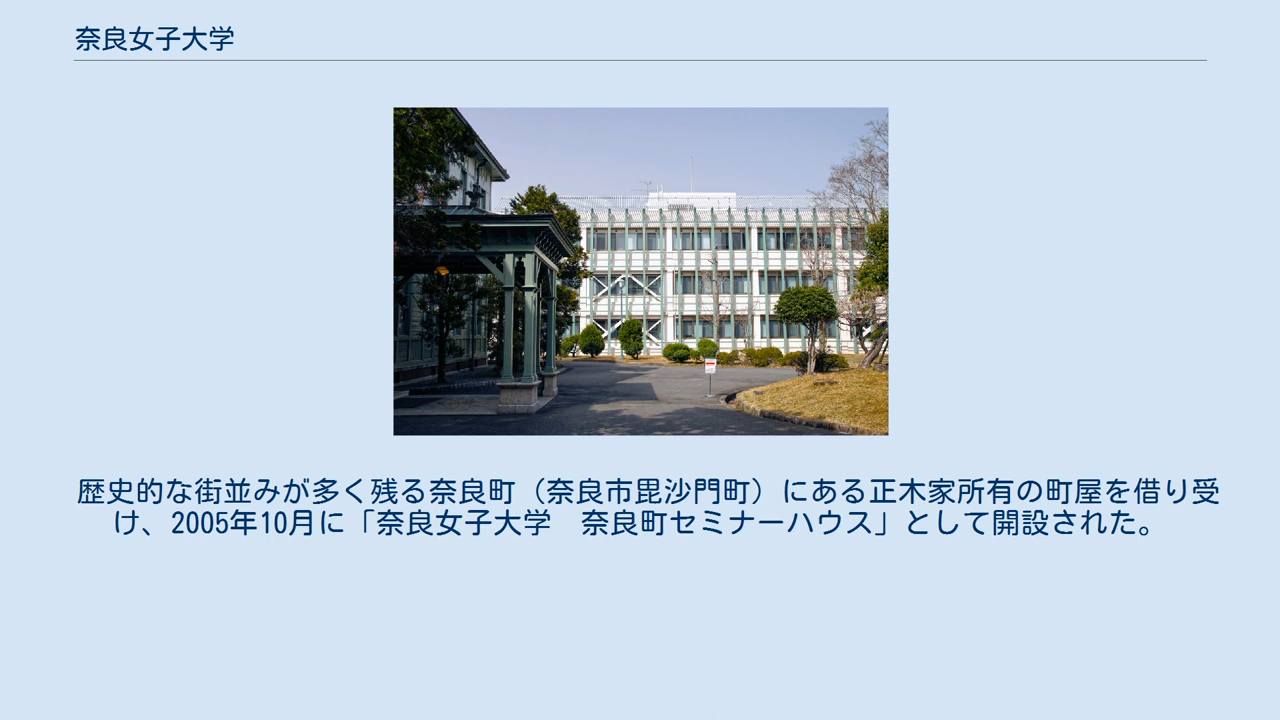 奈良女子大学
歴史的な街並みが多く残る奈良町（奈良市毘沙門町）にある正木家所有の町屋を借り受
け、2005年10月に「奈良女子大学　奈良町セミナーハウス」として開設された。